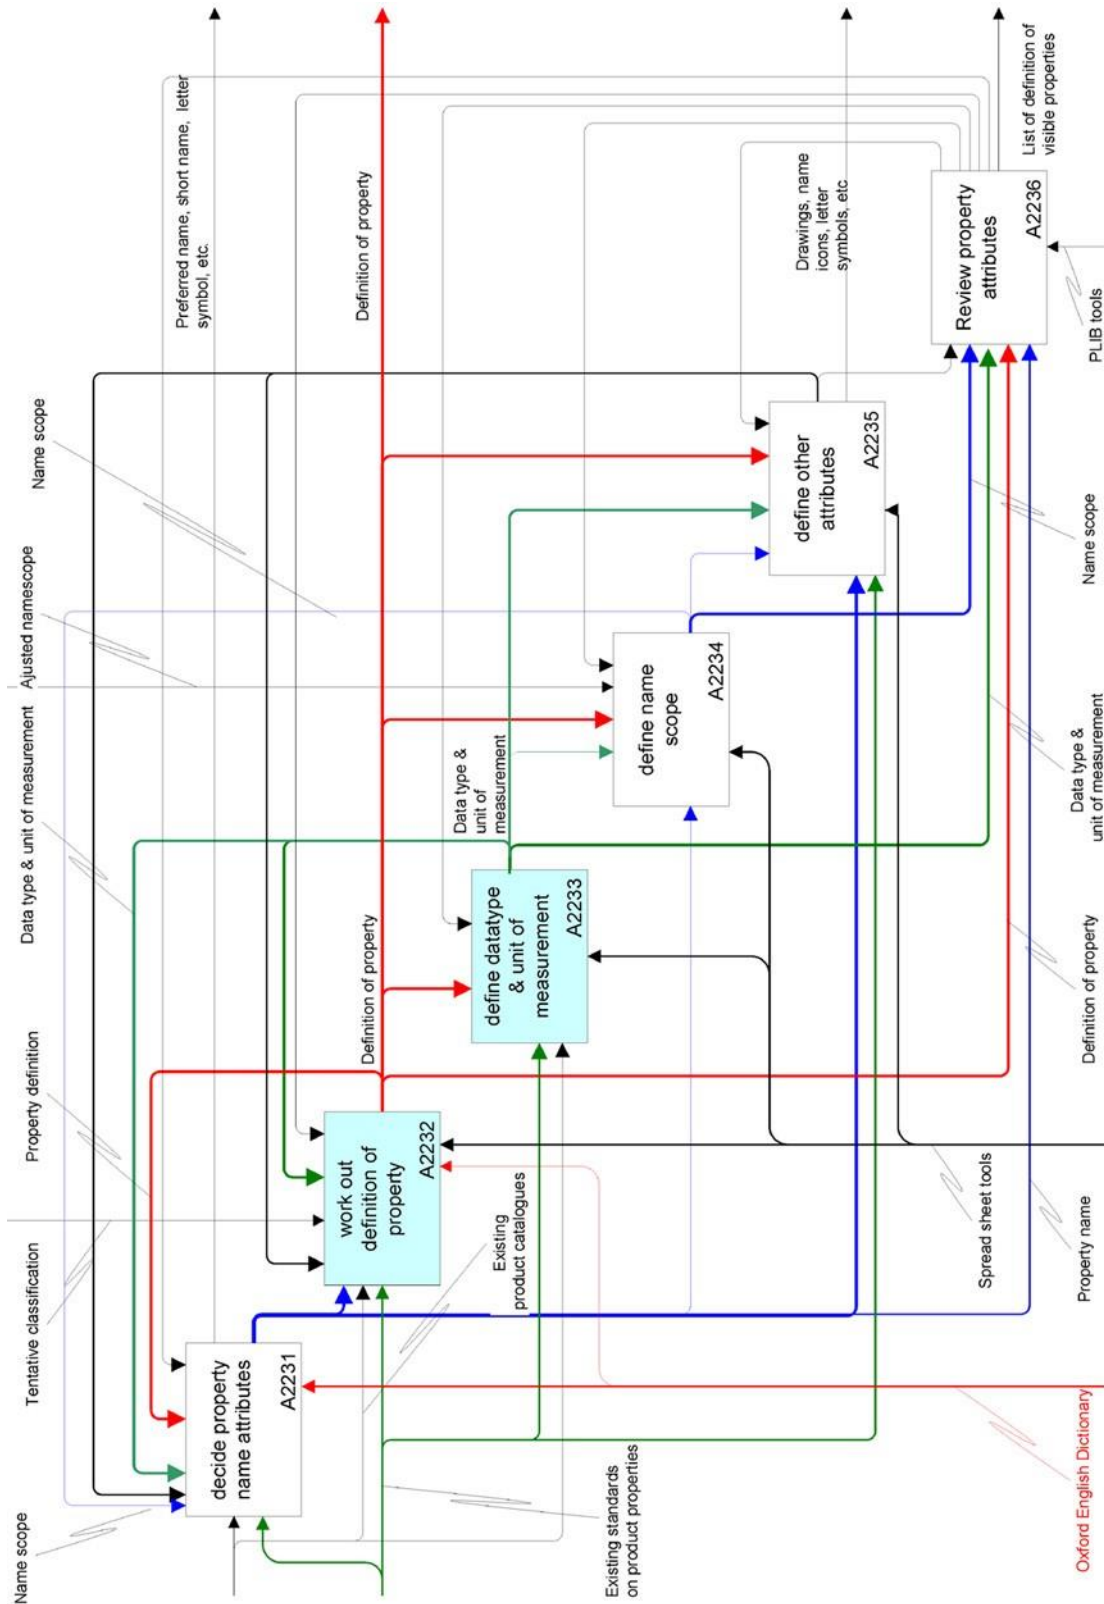 Name scope
Tentative classification
Property definition
Data type & unit of measurement
Ajusted namescope
Name scope
Preferred name, short name, letter
symbol, etc.
Definition of property
Definition of property
decide property
name attributes
A2231
work out
definition of
property
A2232
define datatype
& unit of
measurement
A2233
Data type &
unit of
measurement
define name
scope
A2234
define other
attributes
A2235
Drawings, name
icons, letter
symbols, etc
Review property
attributes
A2236
List of definition of
visible properties
Existing
product catalogues
Existing standards
on product properties
Oxford English Dictionary
Spread sheet tools
Property name
Definition of property
Data type &
unit of measurement
Name scope
PLIB tools